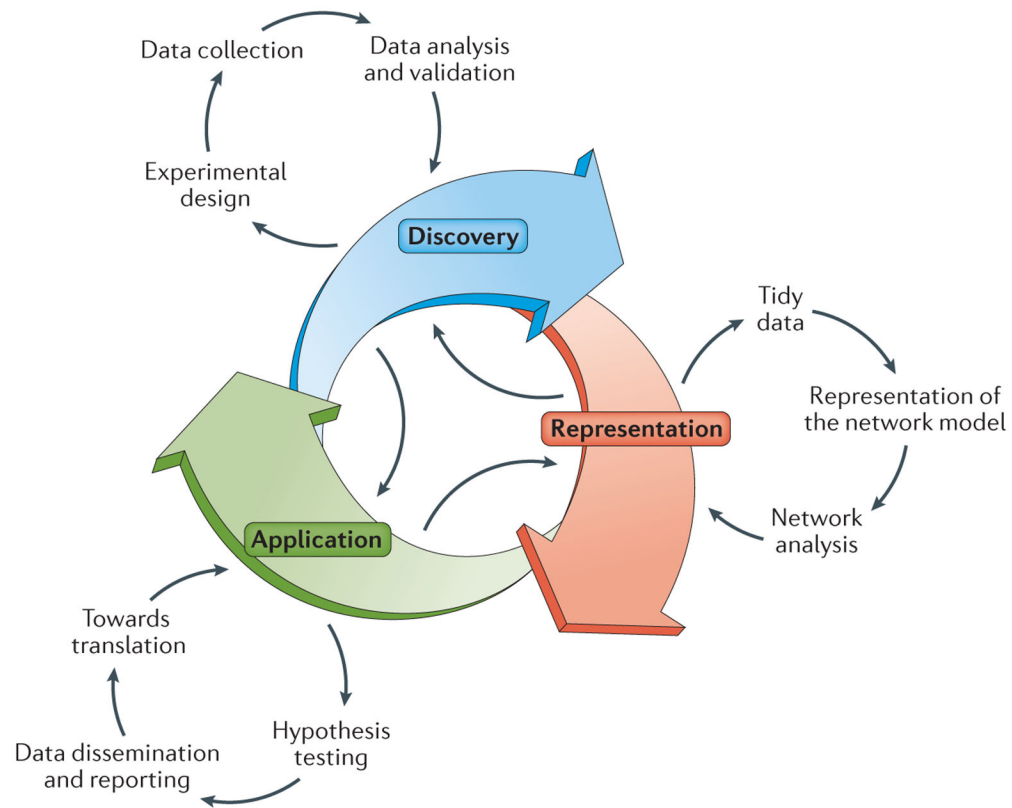 Data collection
Data analysis
and validation
Experimental
design
Discovery
Tidy
data
Representation of
the network model
Representation
Network
analysis
Application
Towards
translation
Hypothesis
testing
Data dissemination
and reporting